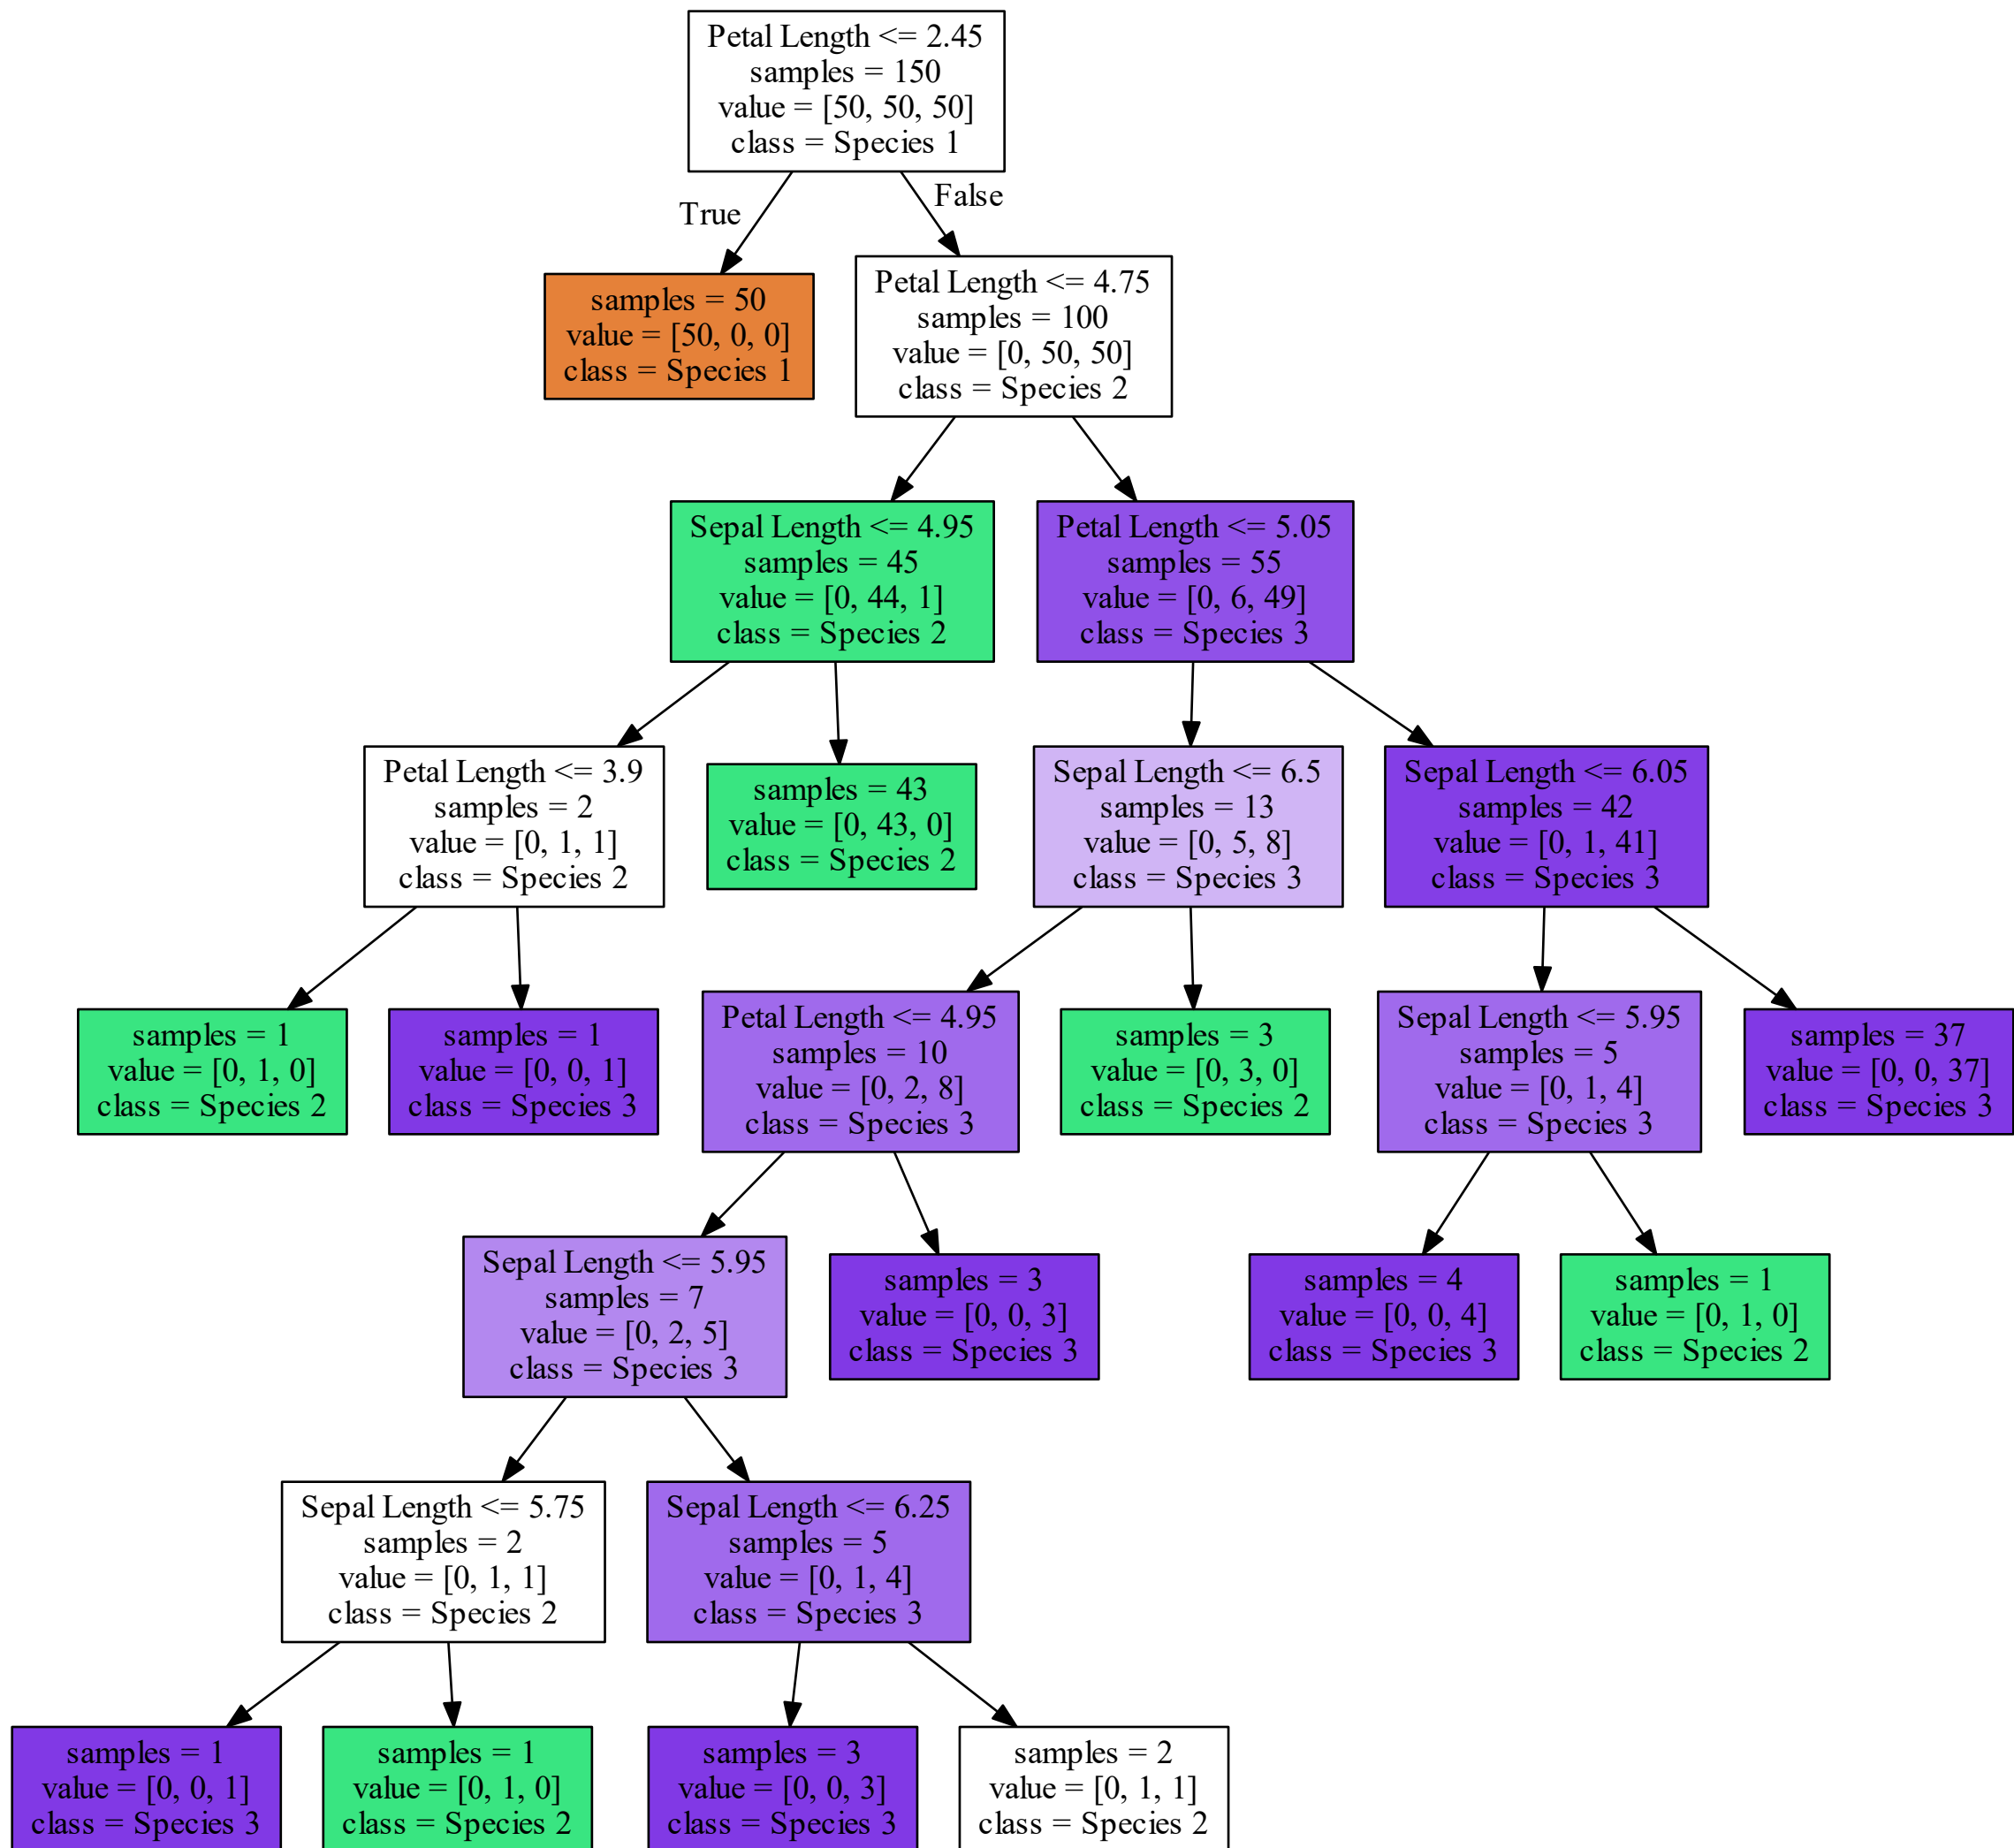 Petal Length <= 2.45
samples = 150
value = [50, 50, 50]
class = Species 1
True
False
samples = 50
value = [50, 0, 0]
class = Species 1
Petal Length <= 4.75
samples = 100
value = [0, 50, 50]
class = Species 2
Sepal Length <= 4.95
samples = 45
value = [0, 44, 1]
class = Species 2
Petal Length <= 5.05
samples = 55
value = [0, 6, 49]
class = Species 3
Petal Length <= 3.9
samples = 2
value = [0, 1, 1]
class = Species 2
samples = 43
value = [0, 43, 0]
class = Species 2
Sepal Length <= 6.5
samples = 13
value = [0, 5, 8]
class = Species 3
Sepal Length <= 6.05
samples = 42
value = [0, 1, 41]
class = Species 3
samples = 1
value = [0, 1, 0]
class = Species 2
samples = 1
value = [0, 0, 1]
class = Species 3
Petal Length <= 4.95
samples = 10
value = [0, 2, 8]
class = Species 3
samples = 3
value = [0, 3, 0]
class = Species 2
Sepal Length <= 5.95
samples = 5
value = [0, 1, 4]
class = Species 3
samples = 37
value = [0, 0, 37]
class = Species 3
Sepal Length <= 5.95
samples = 7
value = [0, 2, 5]
class = Species 3
samples = 3
value = [0, 0, 3]
class = Species 3
samples = 4
value = [0, 0, 4]
class = Species 3
samples = 1
value = [0, 1, 0]
class = Species 2
Sepal Length <= 5.75
samples = 2
value = [0, 1, 1]
class = Species 2
Sepal Length <= 6.25
samples = 5
value = [0, 1, 4]
class = Species 3
samples = 1
value = [0, 0, 1]
class = Species 3
samples = 1
value = [0, 1, 0]
class = Species 2
samples = 3
value = [0, 0, 3]
class = Species 3
samples = 2
value = [0, 1, 1]
class = Species 2